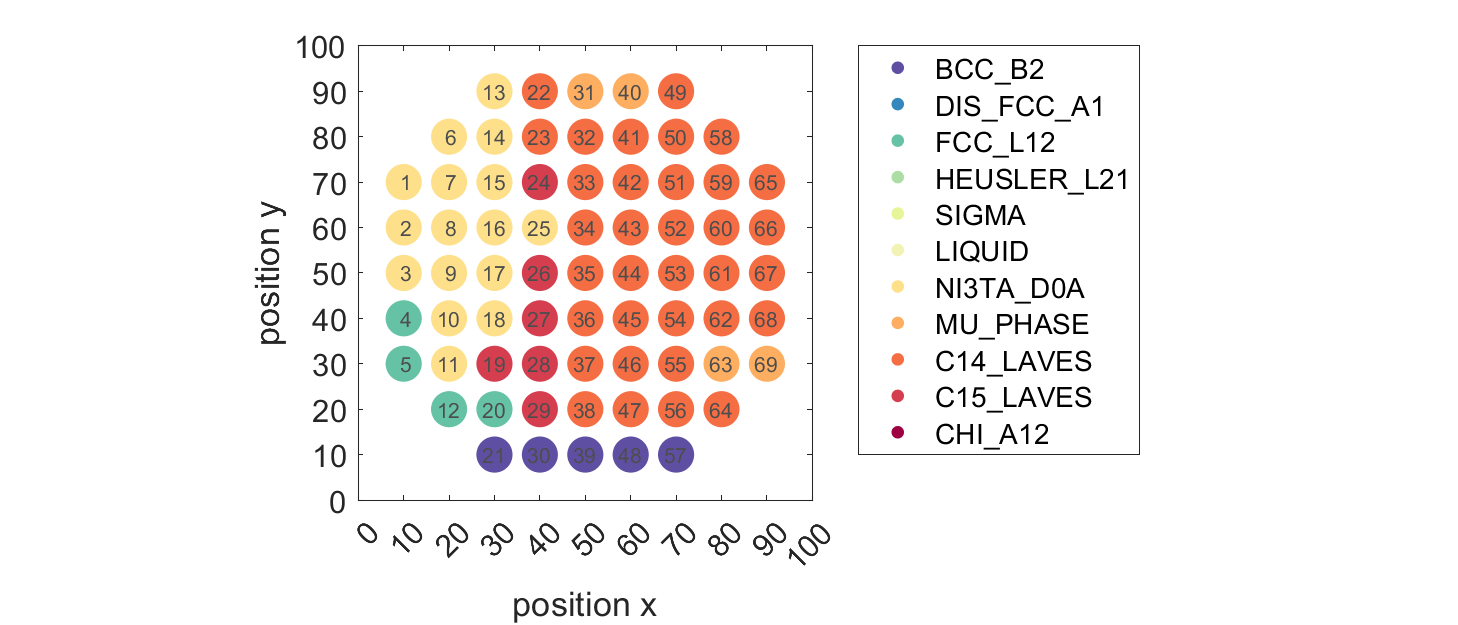 100
90 13 22 31 40 49
80 6 14 23 32 41 50 58
70 1 7 15 24 33 42 51 59 65
60 2 8 16 25 34 43 52 60 66
50 3 9 17 26 35 44 53 61 67
40 4 10 18 27 36 45 54 62 68
30 5 11 19 28 37 46 55 63 69
20 12 20 29 38 47 56 64
10 21 30 39 48 57
0
position y
0 10 20 30 40 50 60 70 80 90 100
position x
BCC_B2
DIS_FCC_A1
FCC_L12
HEUSLER_L21
SIGMA
LIQUID
NI3TA_D0A
MU_PHASE
C14_LAVES
C15_LAVES
CHI_A12